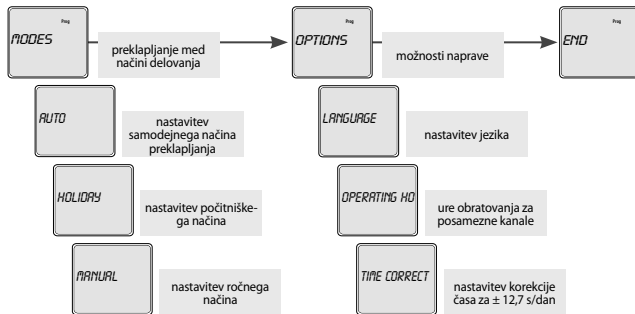 Prog
MODES
preklapljanje med
načini delovanja
Prog
OPTIONS
možnosti naprave
Prog
END
AUTO
nastavitev
samodejnega načina
preklapljanja
LANGUAGE
nastavitev jezika
HOLIDAY
nastavitev počitniške-
ga načina
OPERATING HO
ure obratovanja za
posamezne kanale
MANUAL
nastavitev ročnega
načina
TIME CORRECT
nastavitev korekcije
časa za ± 12,7 s/dan